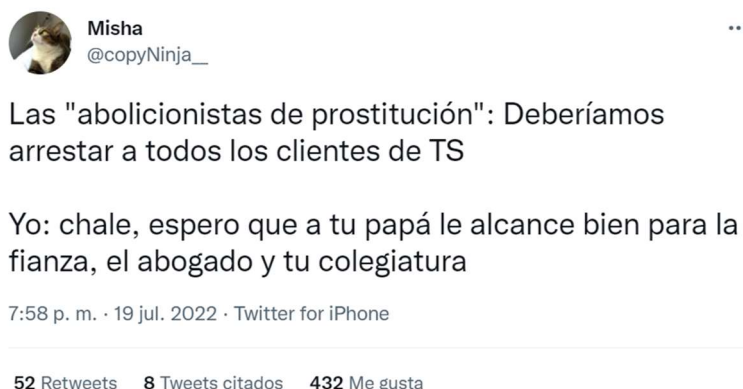 Misha
@copyNinja__
Las "abolicionistas de prostitución": Deberíamos
arrestar a todos los clientes de TS
Yo: chale, espero que a tu papá le alcance bien para la
fianza, el abogado y tu colegiatura
7:58 p. m. · 19 jul. 2022 · Twitter for iPhone
52 Retweets 8 Tweets citados 432 Me gusta